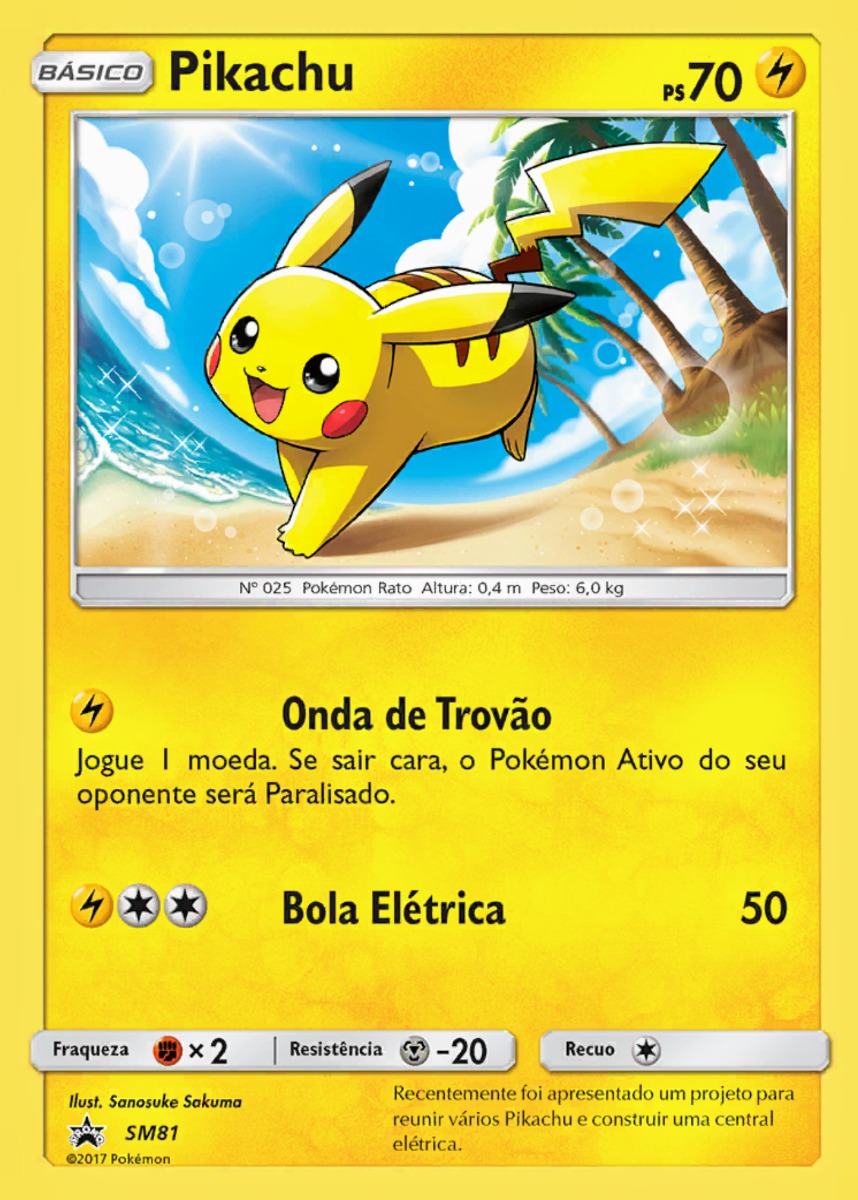 BÁSICO Pikachu PS70
Nº 025 Pokémon Rato Altura: 0,4 m Peso: 6,0 kg
Onda de Trovão
Jogue 1 moeda. Se sair cara, o Pokémon Ativo do seu
oponente será Paralisado.
Bola Elétrica 50
Fraqueza ×2 Resistência -20 Recuo
Ilust. Sanosuke Sakuma
PROMO SM81
©2017 Pokémon
Recentemente foi apresentado um projeto para
reunir vários Pikachu e construir uma central
elétrica.